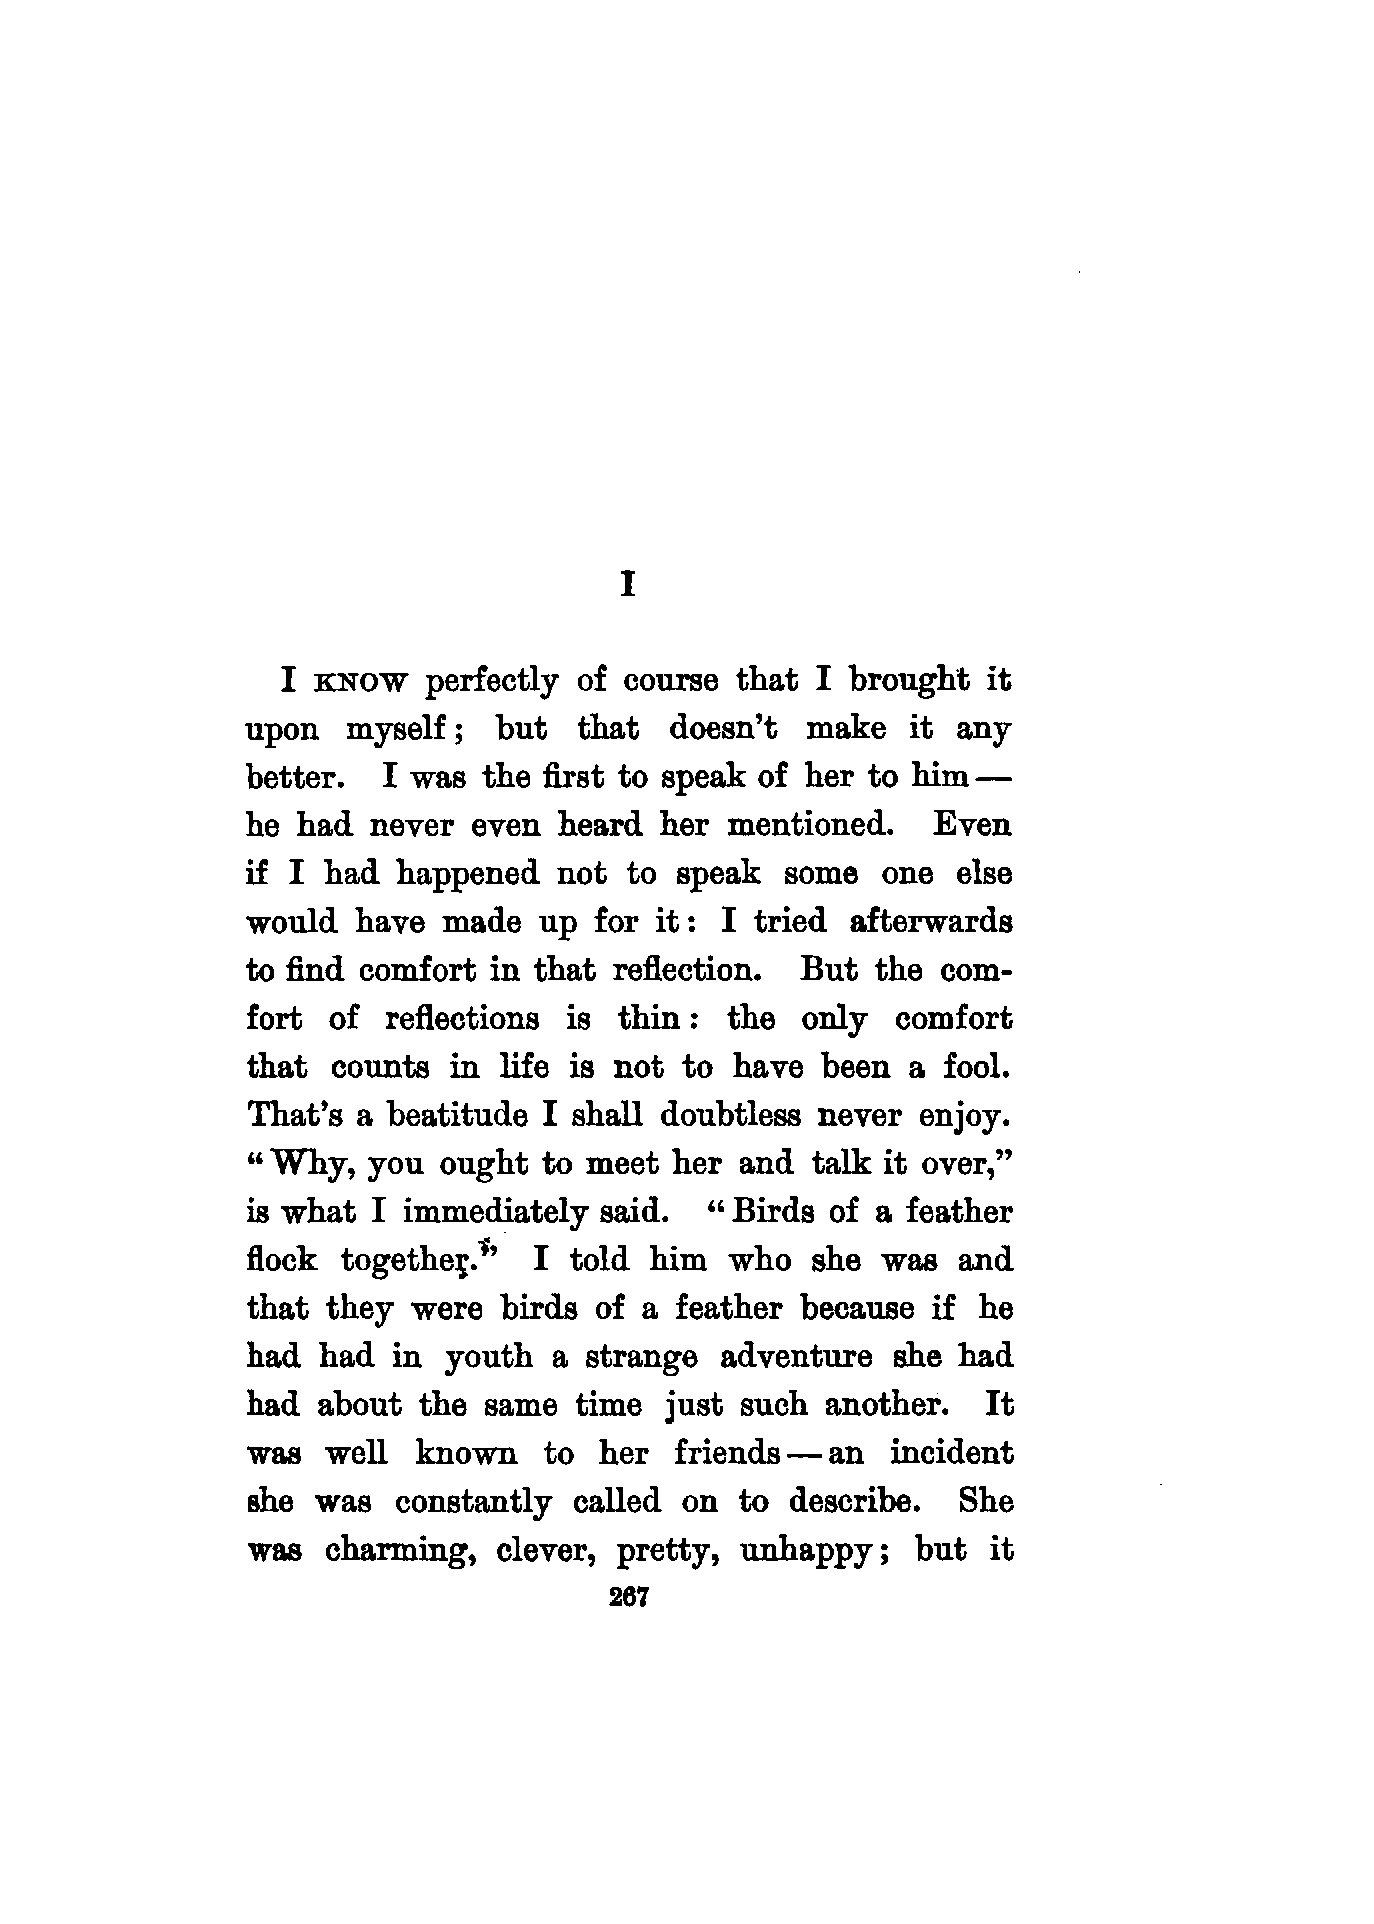 I
I KNOW perfectly of course that I brought it
upon myself; but that doesn't make it any
better. I was the first to speak of her to him—
he had never even heard her mentioned. Even
if I had happened not to speak some one else
would have made up for it: I tried afterwards
to find comfort in that reflection. But the com-
fort of reflections is thin: the only comfort
that counts in life is not to have been a fool.
That's a beatitude I shall doubtless never enjoy.
“Why, you ought to meet her and talk it over,”
is what I immediately said. “Birds of a feather
flock together.” I told him who she was and
that they were birds of a feather because if he
had had in youth a strange adventure she had
had about the same time just such another. It
was well known to her friends—an incident
she was constantly called on to describe. She
was charming, clever, pretty, unhappy; but it
267